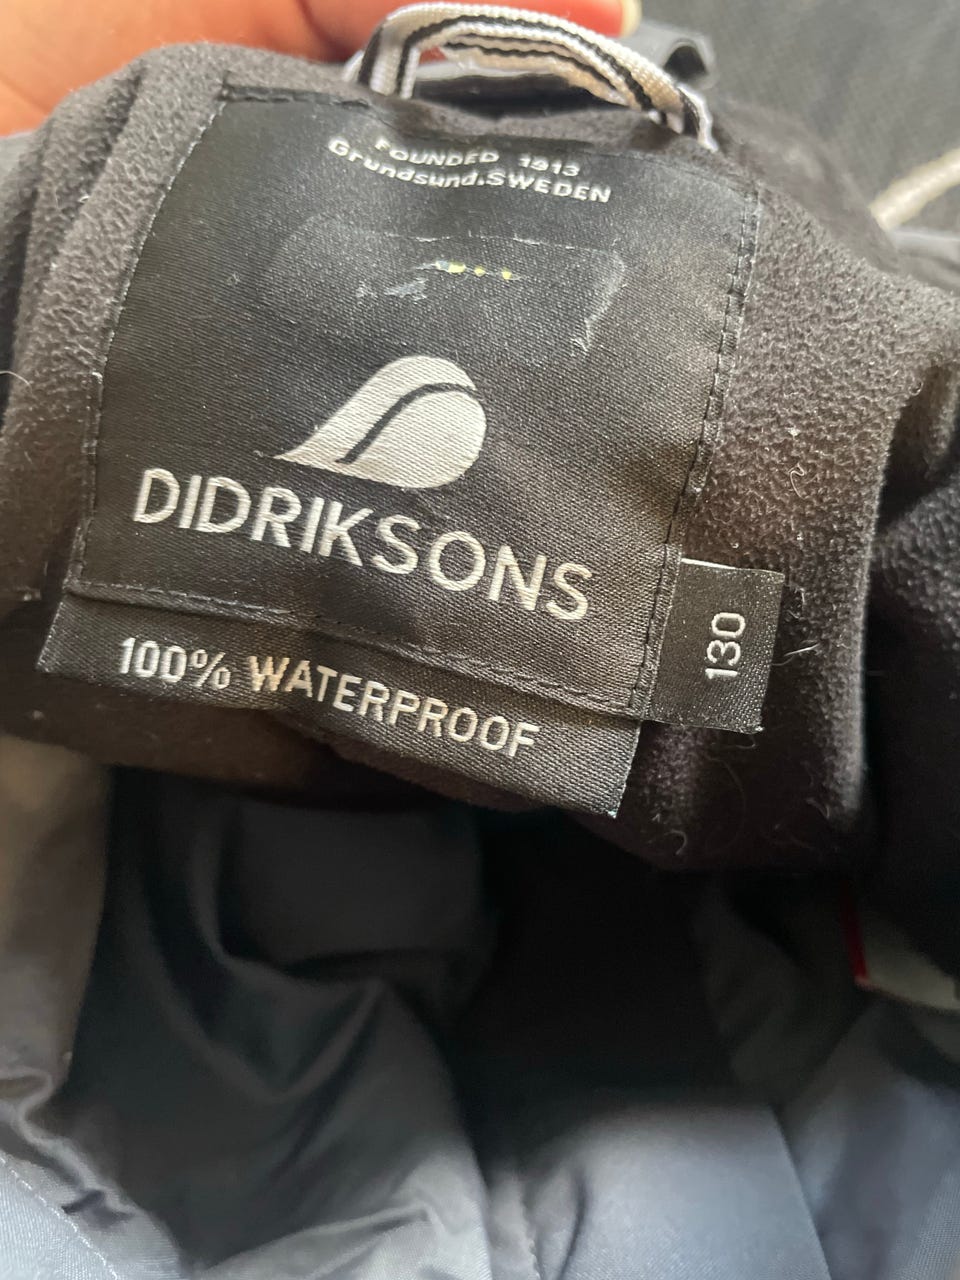 FOUNDED 1913
Grundsund.SWEDEN
DIDRIKSONS
130
100% WATERPROOF